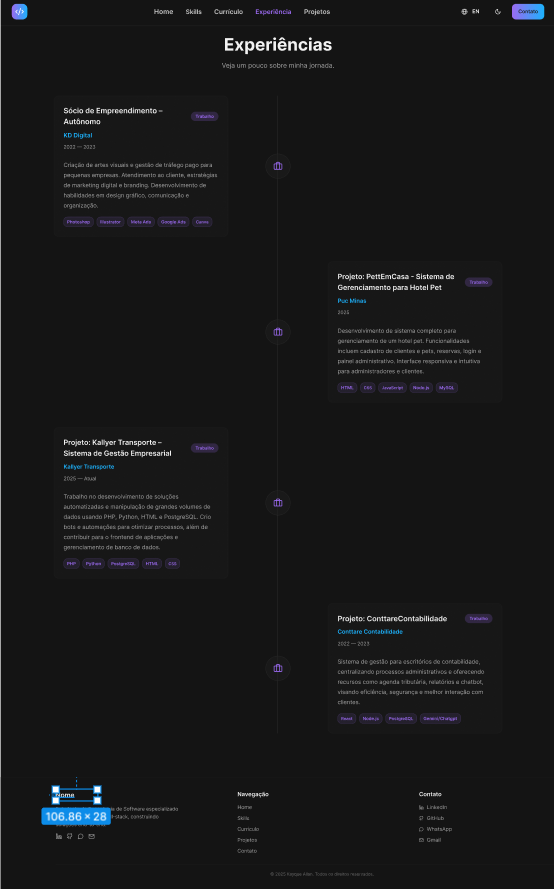 </>
Home Skills Currículo Experiência Projetos EN Contato
Experiências
Veja um pouco sobre minha jornada.
Sócio de Empreendimento –
Autônomo
Trabalho
KD Digital
2022 — 2023
Criação de artes visuais e gestão de tráfego pago para
pequenas empresas. Atendimento ao cliente, estratégias
de marketing digital e branding. Desenvolvimento de
habilidades em design gráfico, comunicação e
organização.
Photoshop Illustrator Meta Ads Google Ads Canva
Projeto: PettEmCasa - Sistema de
Gerenciamento para Hotel Pet
Trabalho
Puc Minas
2025
Desenvolvimento de sistema completo para
gerenciamento de um hotel pet. Funcionalidades
incluem cadastro de clientes e pets, reservas, login e
painel administrativo. Interface responsiva e intuitiva
para administradores e clientes.
HTML CSS JavaScript Node.js MySQL
Projeto: Kallyer Transporte –
Sistema de Gestão Empresarial
Trabalho
Kallyer Transporte
2025 — Atual
Trabalho no desenvolvimento de soluções
automatizadas e manipulação de grandes volumes de
dados usando PHP, Python, HTML e PostgreSQL. Crio
bots e automações para otimizar processos, além de
contribuir para o frontend de aplicações e
gerenciamento de banco de dados.
PHP Python PostgreSQL HTML CSS
Projeto: ConttareContabilidade
Trabalho
Conttare Contabilidade
2022 — 2023
Sistema de gestão para escritórios de contabilidade,
centralizando processos administrativos e oferecendo
recursos como agenda tributária, relatórios e chatbot,
visando eficiência, segurança e melhor interação com
clientes.
React Node.js PostgreSQL Gemini/Chatgpt
Nome
de Software especializado
construindo
106.86 × 28
Navegação
Home
Skills
Currículo
Projetos
Contato
Contato
LinkedIn
GitHub
WhatsApp
Gmail
Todos os direitos reservados.